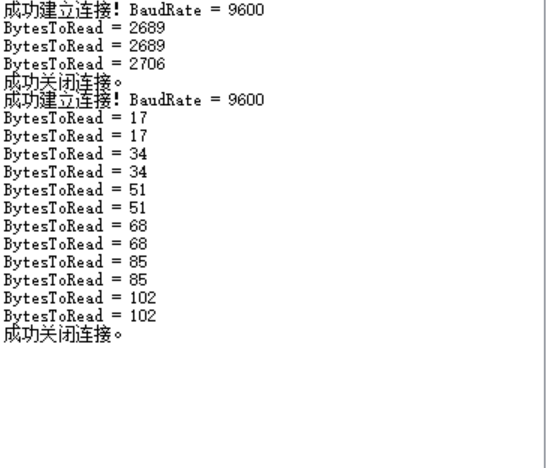 成功建立连接! BaudRate = 9600
BytesToRead = 2689
BytesToRead = 2689
BytesToRead = 2706
成功关闭连接。
成功建立连接! BaudRate = 9600
BytesToRead = 17
BytesToRead = 17
BytesToRead = 34
BytesToRead = 34
BytesToRead = 51
BytesToRead = 51
BytesToRead = 68
BytesToRead = 68
BytesToRead = 85
BytesToRead = 85
BytesToRead = 102
BytesToRead = 102
成功关闭连接。